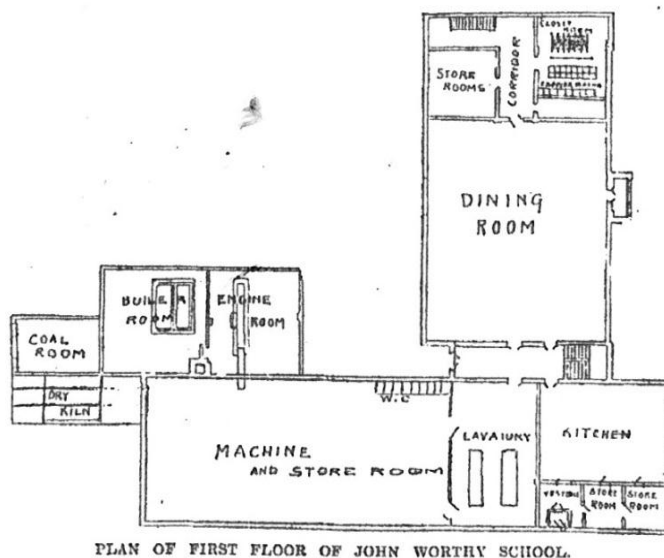 CLOSET
ROOM
STORE
ROOMS
CORRIDOR
DINING
ROOM
BOILER
ROOM
ENGINE
ROOM
COAL
ROOM
DRY
KILN
W.C
MACHINE
AND STORE ROOM
LAVATORY
KITCHEN
STORE
ROOM
STORE
ROOM
PLAN OF FIRST FLOOR OF JOHN WORTHY SCHOOL.